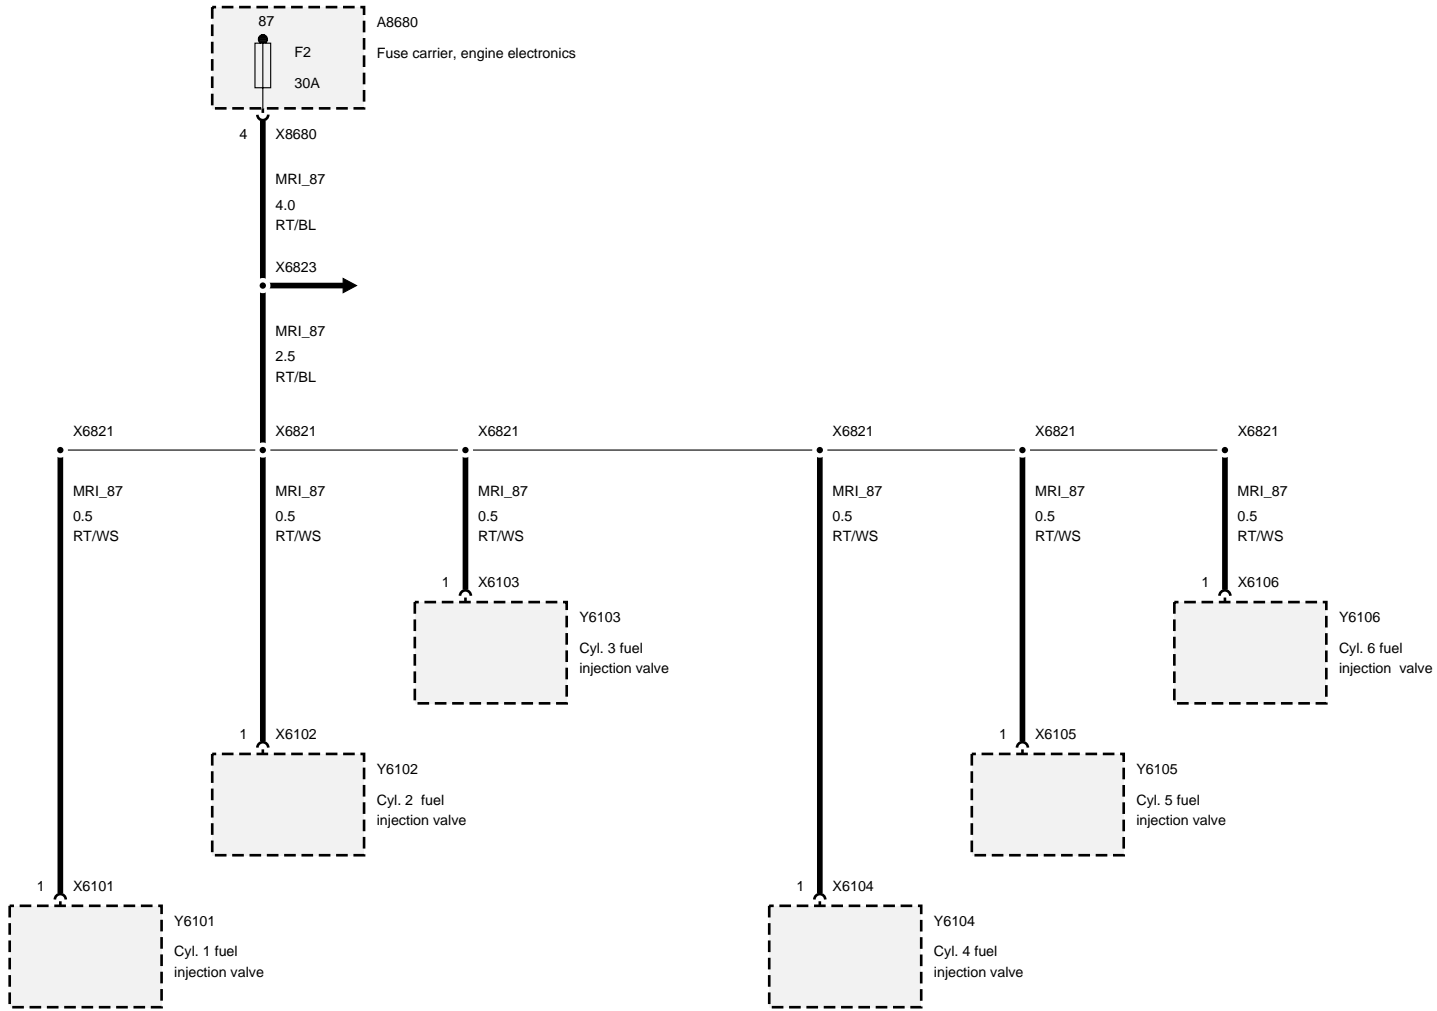 87
A8680
F2
Fuse carrier, engine electronics
30A
4 X8680
MRI_87
4.0
RT/BL
X6823
MRI_87
2.5
RT/BL
X6821 X6821 X6821 X6821 X6821 X6821
MRI_87 MRI_87 MRI_87 MRI_87 MRI_87 MRI_87
0.5 0.5 0.5 0.5 0.5 0.5
RT/WS RT/WS RT/WS RT/WS RT/WS RT/WS
1 X6103 1 X6106
Y6103 Y6106
Cyl. 3 fuel Cyl. 6 fuel
injection valve injection valve
1 X6102 1 X6105
Y6102 Y6105
Cyl. 2 fuel Cyl. 5 fuel
injection valve injection valve
1 X6101 1 X6104
Y6101 Y6104
Cyl. 1 fuel Cyl. 4 fuel
injection valve injection valve